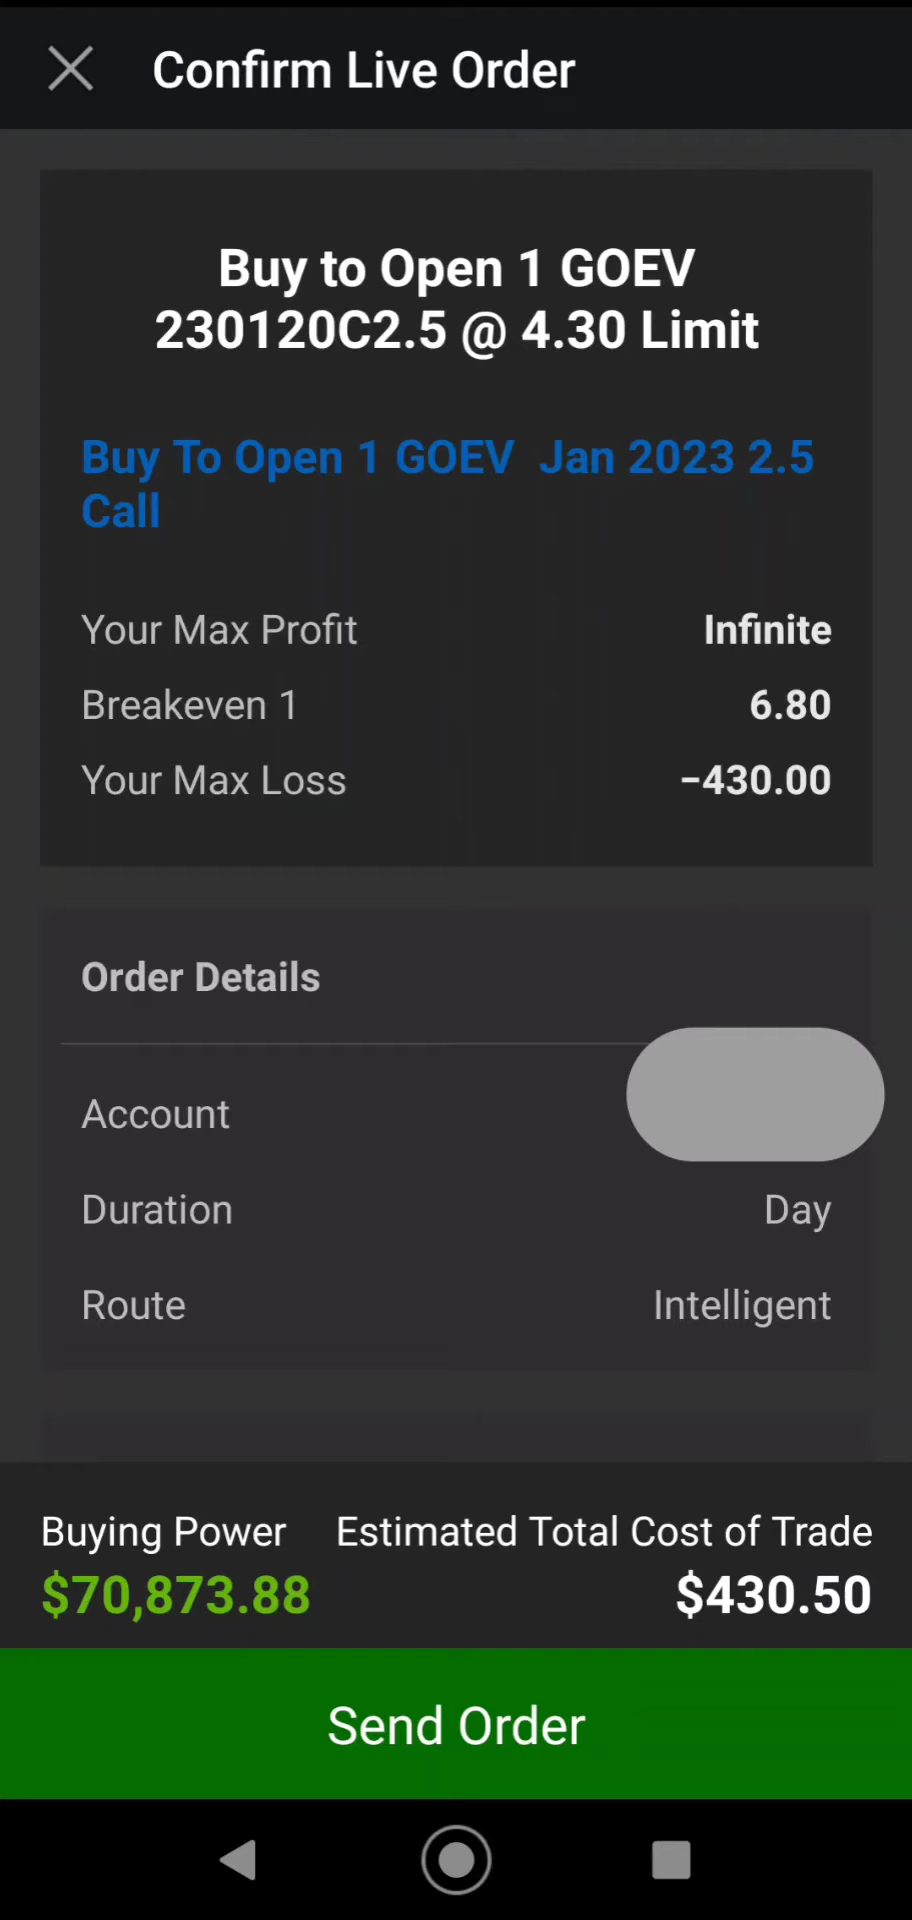 Confirm Live Order
Buy to Open 1 GOEV
230120C2.5 @ 4.30 Limit
Buy To Open 1 GOEV  Jan 2023 2.5
Call
Your Max Profit Infinite
Breakeven 1 6.80
Your Max Loss -430.00
Order Details
Account
Duration Day
Route Intelligent
Buying Power Estimated Total Cost of Trade
$70,873.88 $430.50
Send Order